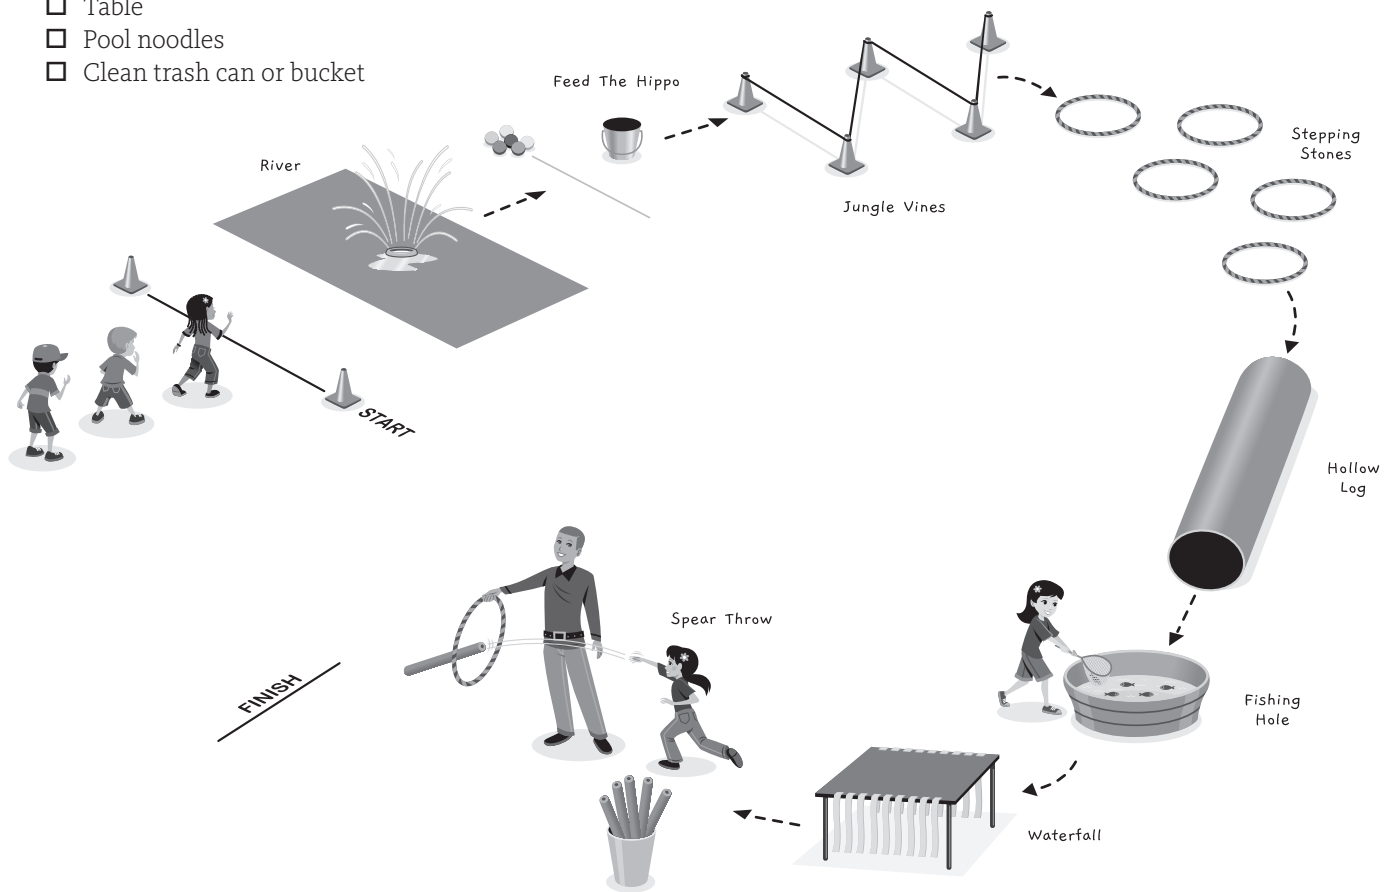 Table
Pool noodles
Clean trash can or bucket
Feed The Hippo
River
Stepping
Stones
Jungle Vines
START
Hollow
Log
Spear Throw
FINISH
Fishing
Hole
Waterfall